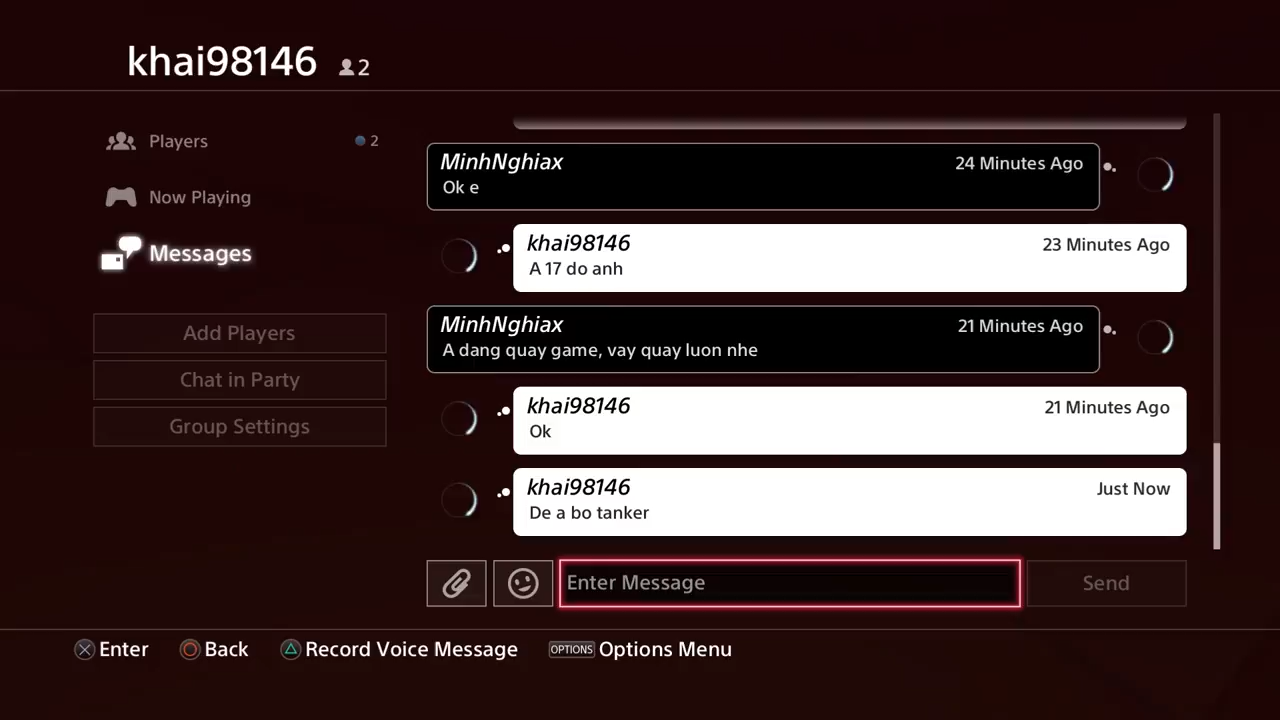 khai98146 2
Players 2
Now Playing
Messages
Add Players
Chat in Party
Group Settings
MinhNghiax 24 Minutes Ago
Ok e
khai98146 23 Minutes Ago
A 17 do anh
MinhNghiax 21 Minutes Ago
A dang quay game, vay quay luon nhe
khai98146 21 Minutes Ago
Ok
khai98146 Just Now
De a bo tanker
Enter Message Send
Enter Back Record Voice Message OPTIONS Options Menu